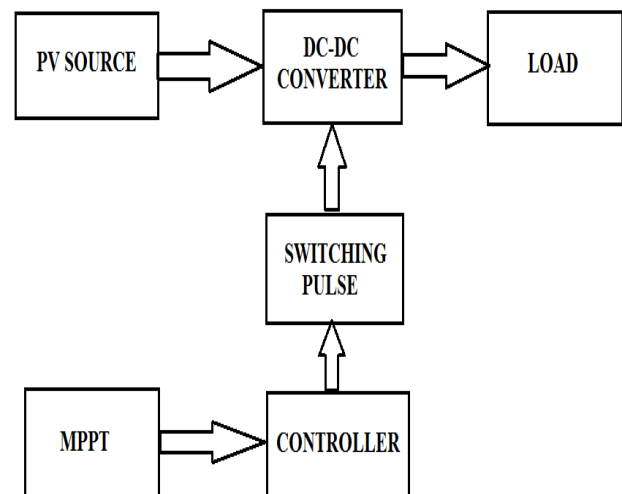 PV SOURCE
DC-DC
CONVERTER
LOAD
SWITCHING
PULSE
MPPT
CONTROLLER